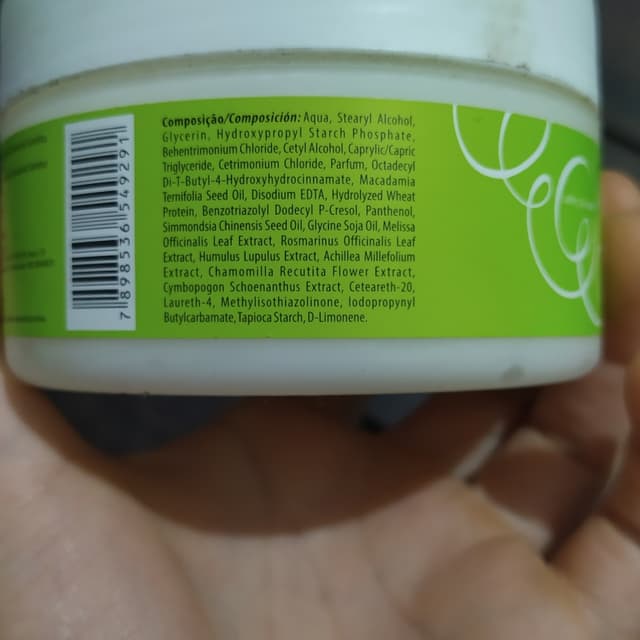 Composição/Composición: Aqua, Stearyl Alcohol,
Glycerin, Hydroxypropyl Starch Phosphate,
Behentrimonium Chloride, Cetyl Alcohol, Caprylic/Capric
Triglyceride, Cetrimonium Chloride, Parfum, Octadecyl
Di-T-Butyl-4-Hydroxyhydrocinnamate, Macadamia
Ternifolia Seed Oil, Disodium EDTA, Hydrolyzed Wheat
Protein, Benzotriazolyl Dodecyl P-Cresol, Panthenol,
Simmondsia Chinensis Seed Oil, Glycine Soja Oil, Melissa
Officinalis Leaf Extract, Rosmarinus Officinalis Leaf
Extract, Humulus Lupulus Extract, Achillea Millefolium
Extract, Chamomilla Recutita Flower Extract,
Cymbopogon Schoenanthus Extract, Ceteareth-20,
Laureth-4, Methylisothiazolinone, Iodopropynyl
Butylcarbamate, Tapioca Starch, D-Limonene.
7 898536 549291